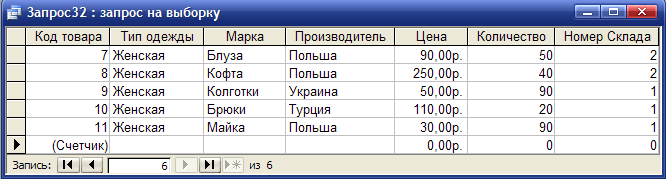 Запрос32 : запрос на выборку
Код товара Тип одежды Марка Производитель Цена Количество Номер Склада
7 Женская Блуза Польша 90,00р. 50 2
8 Женская Кофта Польша 250,00р. 40 2
9 Женская Колготки Украина 50,00р. 90 1
10 Женская Брюки Турция 110,00р. 20 1
11 Женская Майка Польша 30,00р. 90 1
(Счетчик) 0,00р. 0 0
Запись: 6 из 6